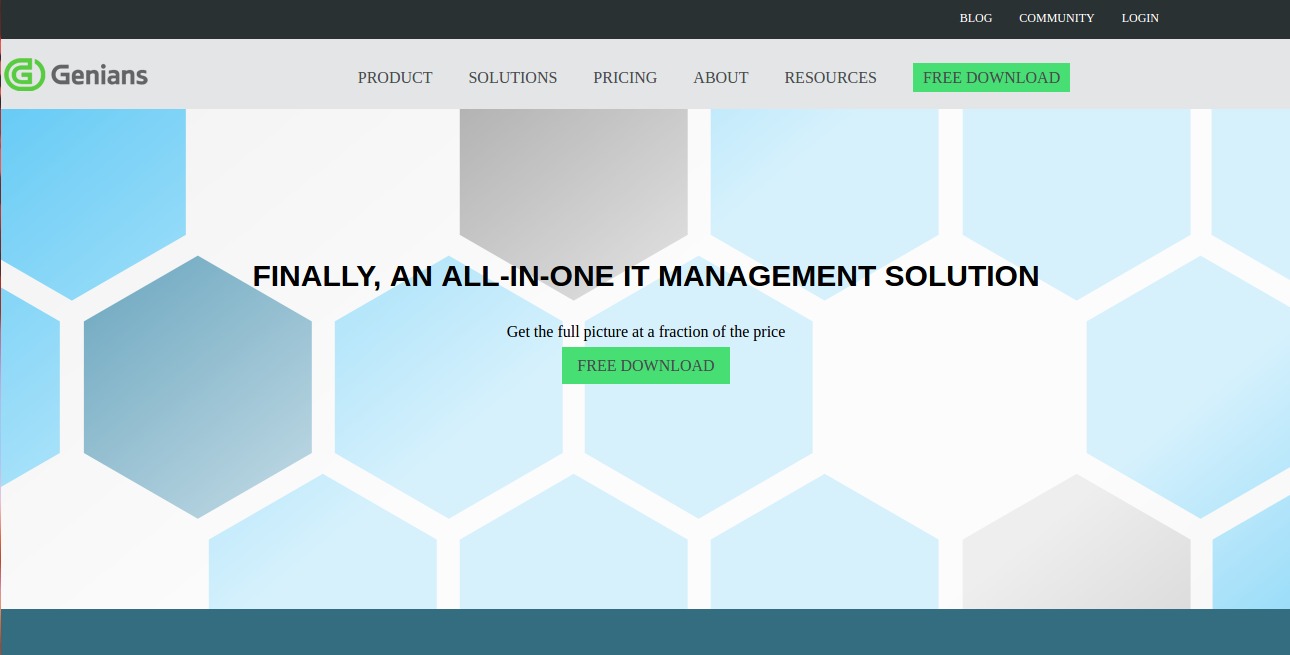 BLOG COMMUNITY LOGIN
Genians
PRODUCT SOLUTIONS PRICING ABOUT RESOURCES FREE DOWNLOAD
FINALLY, AN ALL-IN-ONE IT MANAGEMENT SOLUTION
Get the full picture at a fraction of the price
FREE DOWNLOAD